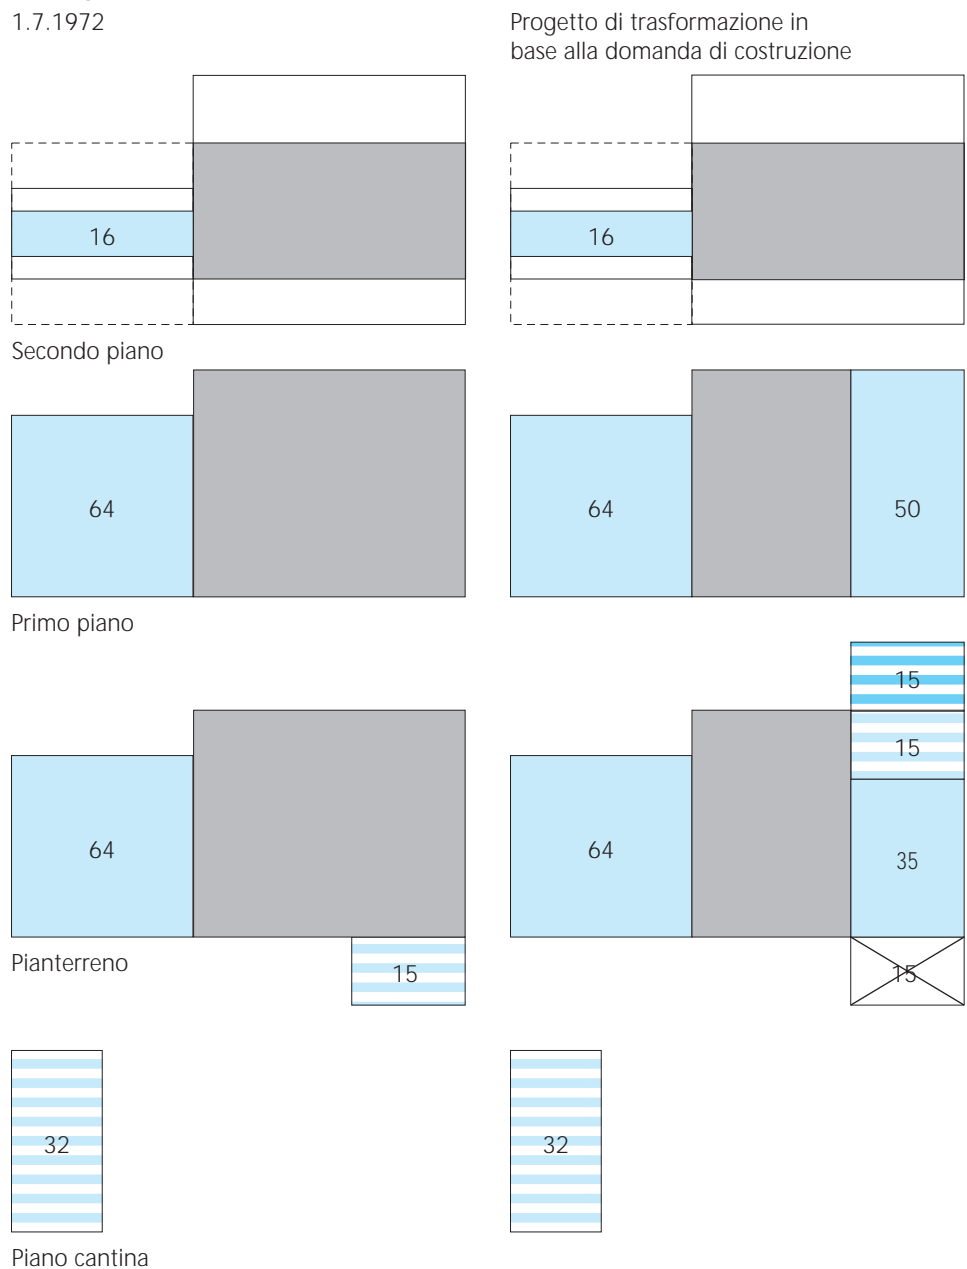 1.7.1972
Progetto di trasformazione in
base alla domanda di costruzione
16
16
Secondo piano
64
64
50
Primo piano
15
15
64
64
35
Pianterreno
15
15
32
32
Piano cantina